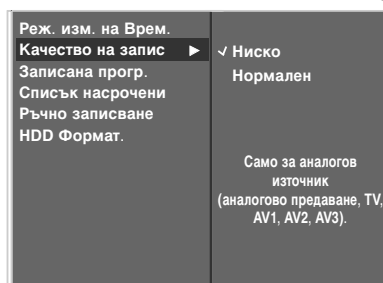 Реж. изм. на Врем.
Качество на запис ►
Записана прогр.
Списък насрочени
Ръчно записване
HDD Формат.
✓ Ниско
Нормален
Само за аналогов
източник
(аналогово предаване, TV,
AV1, AV2, AV3).